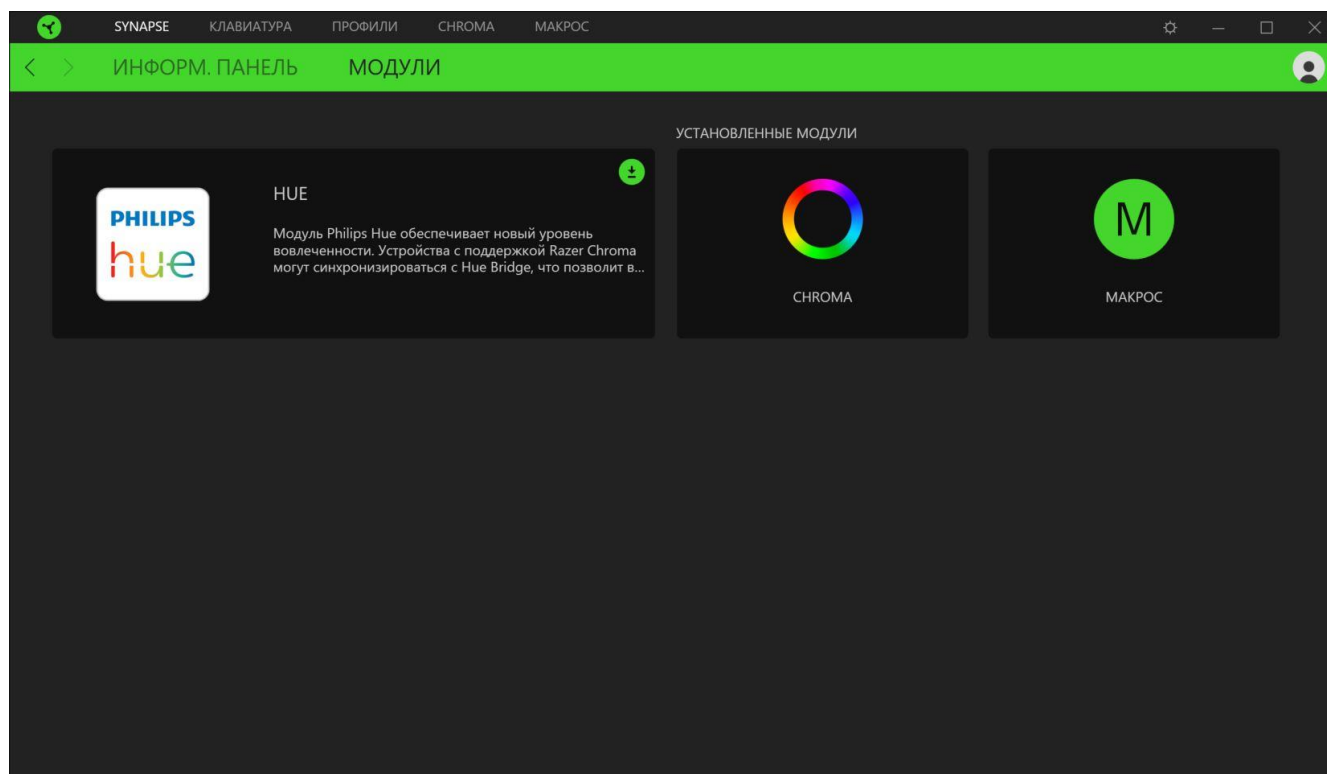 SYNAPSE КЛАВИАТУРА ПРОФИЛИ CHROMA МАКРОС
ИНФОРМ. ПАНЕЛЬ МОДУЛИ
УСТАНОВЛЕННЫЕ МОДУЛИ
PHILIPS
hue
HUE
Модуль Philips Hue обеспечивает новый уровень
вовлеченности. Устройства с поддержкой Razer Chroma
могут синхронизироваться с Hue Bridge, что позволит в...
CHROMA
M
МАКРОС